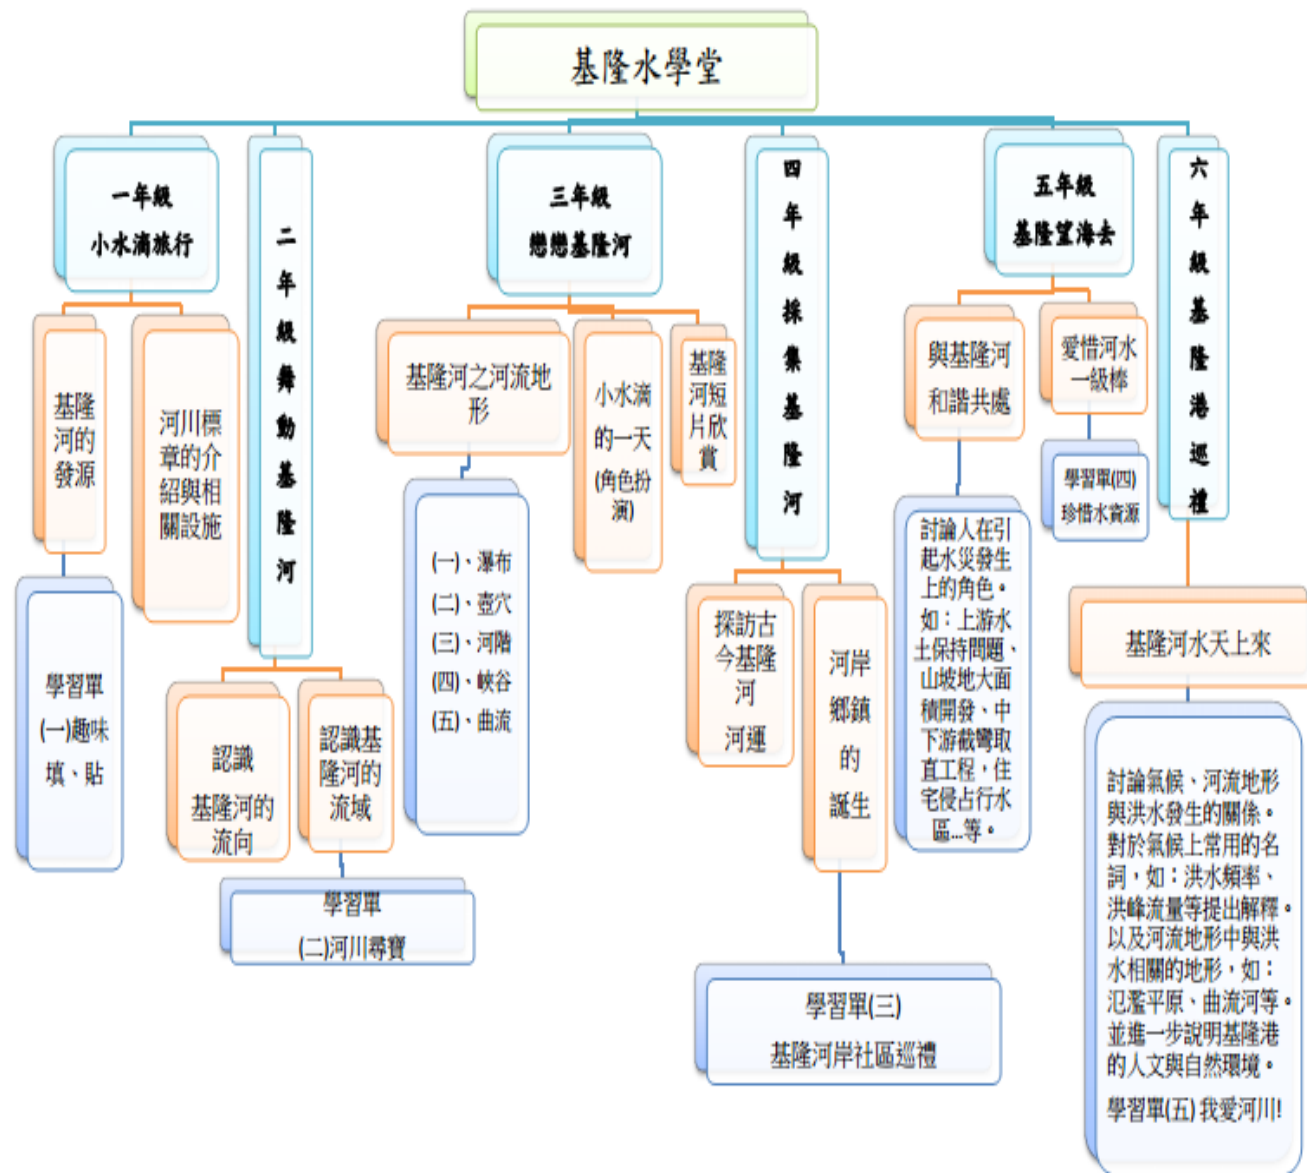 基隆水學堂
一年級
小水滴旅行
基隆
河的
發源
學習單
(一)趣味
填、貼
河川標
章的介
紹與相
關設施
二
年
級
舞
動
基
隆
河
認識
基隆河的
流向
認識基
隆河的
流域
學習單
(二)河川尋寶
三年級
戀戀基隆河
基隆河之河流地
形
(一)、瀑布
(二)、壺穴
(三)、河階
(四)、峽谷
(五)、曲流
小水滴
的一天
(角色扮
演)
基隆
河短
片欣
賞
四
年
級
採
集
基
隆
河
探訪古
今基隆
河
河運
河岸
鄉鎮
的
誕生
學習單(三)
基隆河岸社區巡禮
五年級
基隆望海去
與基隆河
和諧共處
討論人在引
起水災發生
上的角色。
如：上游水
土保持問題、
山坡地大面
積開發、中
下游截彎取
直工程，住
宅侵占行水
區...等。
愛惜河水
一級棒
學習單(四)
珍惜水資源
六
年
級
基
隆
港
巡
禮
基隆河水天上來
討論氣候、河流地形
與洪水發生的關係。
對於氣候上常用的名
詞，如：洪水頻率、
洪峰流量等提出解釋。
以及河流地形中與洪
水相關的地形，如：
氾濫平原、曲流河等。
並進一步說明基隆港
的人文與自然環境。
學習單(五) 我愛河川!